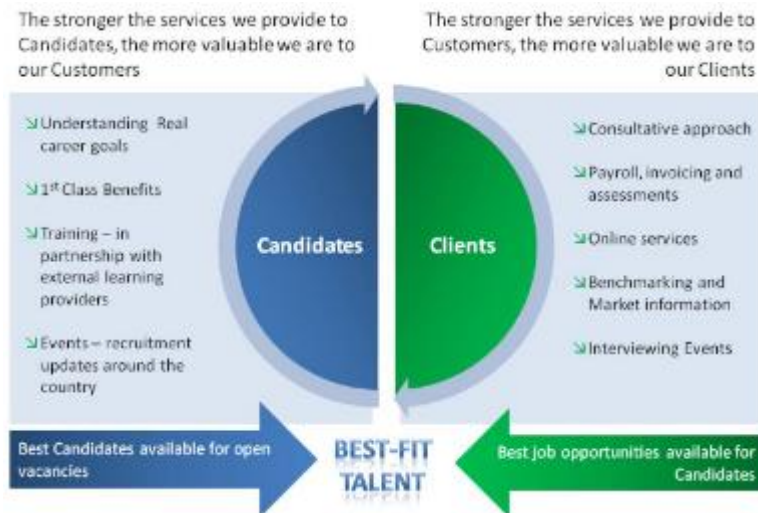 The stronger the services we provide to
Candidates, the more valuable we are to
our Customers
The stronger the services we provide to
Customers, the more valuable we are to
our Clients
Understanding Real
career goals
1st Class Benefits
Training – in
partnership with
external learning
providers
Events – recruitment
updates around the
country
Candidates
Clients
Consultative approach
Payroll, invoicing and
assessments
Online services
Benchmarking and
Market information
Interviewing Events
Best Candidates available for open
vacancies
BEST-FIT
TALENT
Best job opportunities available for
Candidates